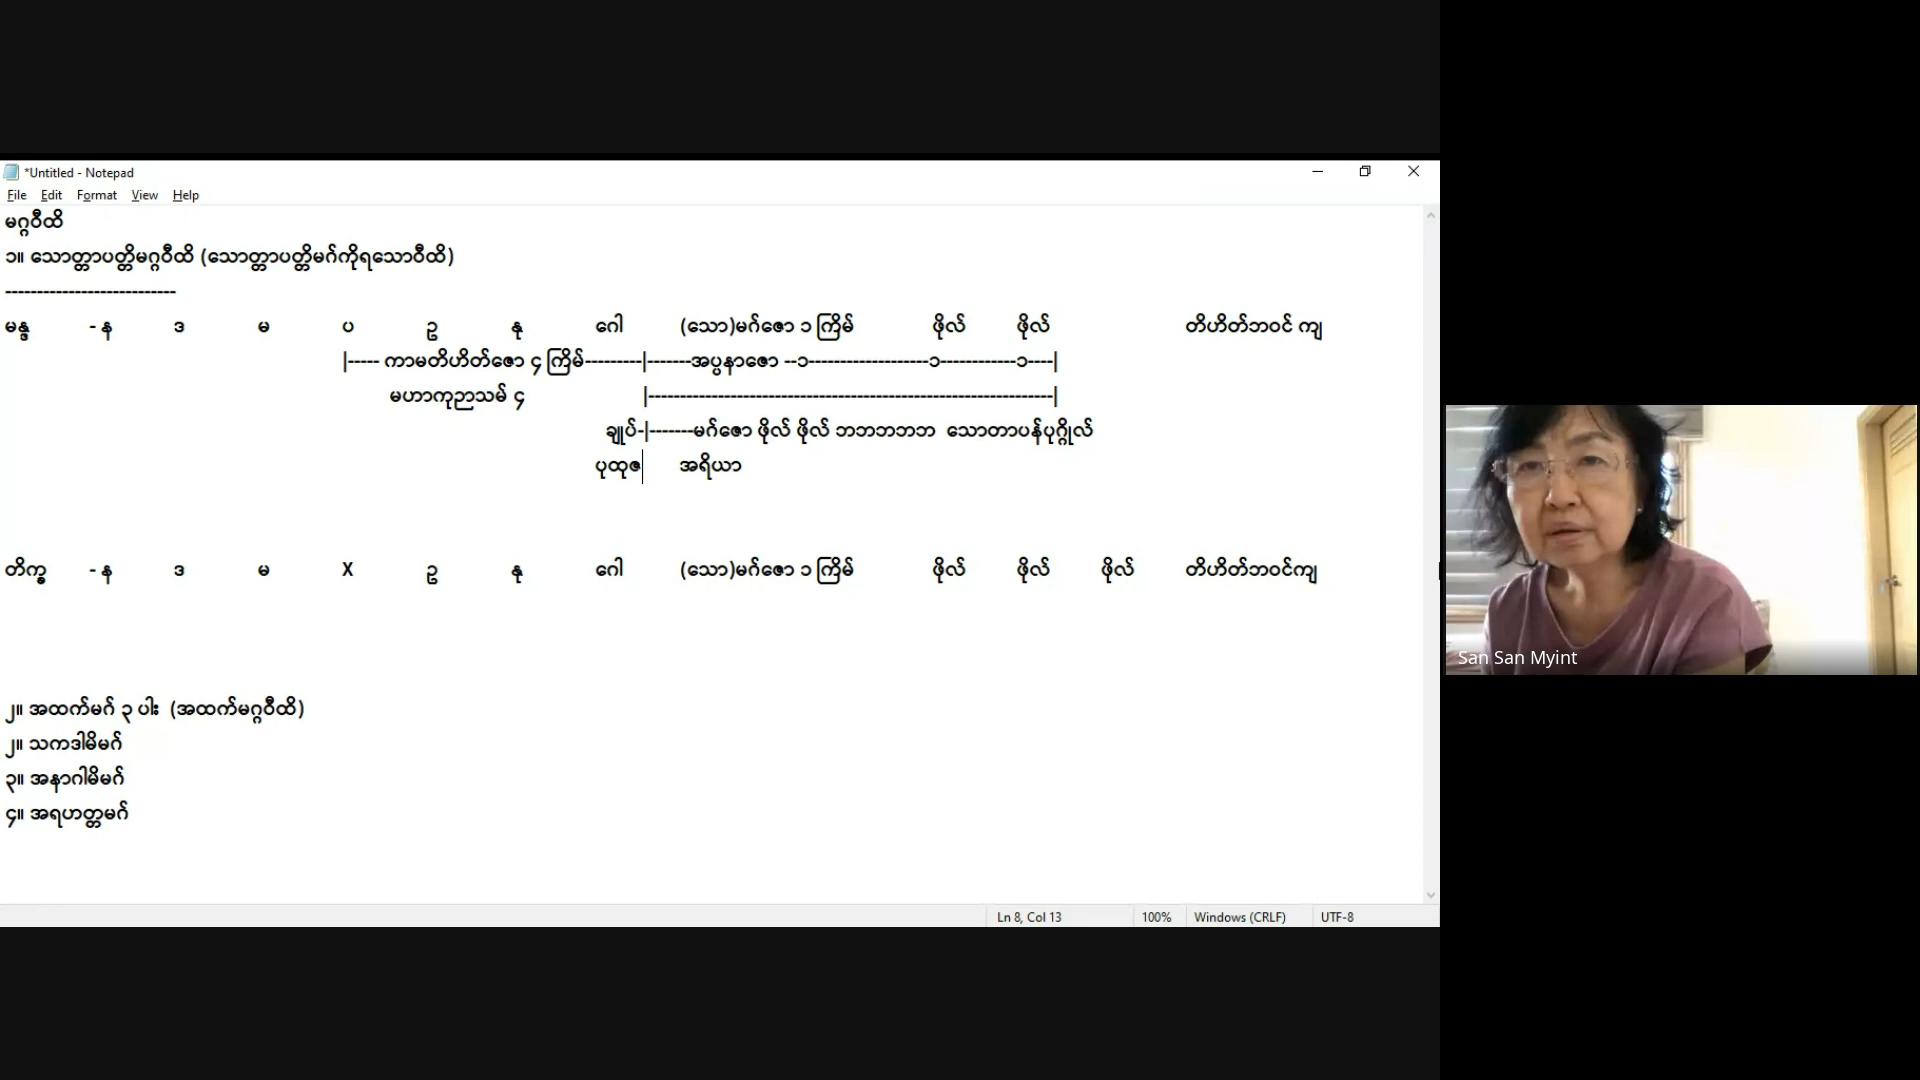 *Untitled - Notepad
File Edit Format View Help
မဂ္ဂဝီထိ
၁။ သောတ္တာပတ္တိမဂ္ဂဝီထိ (သောတ္တာပတ္တိမဂ်ကိုရသောဝီထိ)
---------------------------
မန္ဒ - န ဒ မ ပ ဥ နု ဂေါ (သော)မဂ်ဇော ၁ ကြိမ် ဖိုလ် ဖိုလ် တိဟိတ်ဘဝင် ကျ
|----- ကာမတိဟိတ်ဇော ၄ ကြိမ်---------|-------အပ္ပနာဇော --၁-------------------၁------------၁----|
မဟာကုညာသမ် ၄ |----------------------------------------------------------------|
ချုပ်-|-------မဂ်ဇော ဖိုလ် ဖိုလ် ဘဘဘဘဘ သောတာပန်ပုဂ္ဂိုလ်
ပုထုဇ အရိယာ
တိက္ခ - န ဒ မ X ဥ နု ဂေါ (သော)မဂ်ဇော ၁ ကြိမ် ဖိုလ် ဖိုလ် ဖိုလ် တိဟိတ်ဘဝင်ကျ
၂။ အထက်မဂ် ၃ ပါး (အထက်မဂ္ဂဝီထိ)
၂။ သကဒါမိမဂ်
၃။ အနာဂါမိမဂ်
၄။ အရဟတ္တမဂ်
Ln 8, Col 13 100% Windows (CRLF) UTF-8
San San Myint